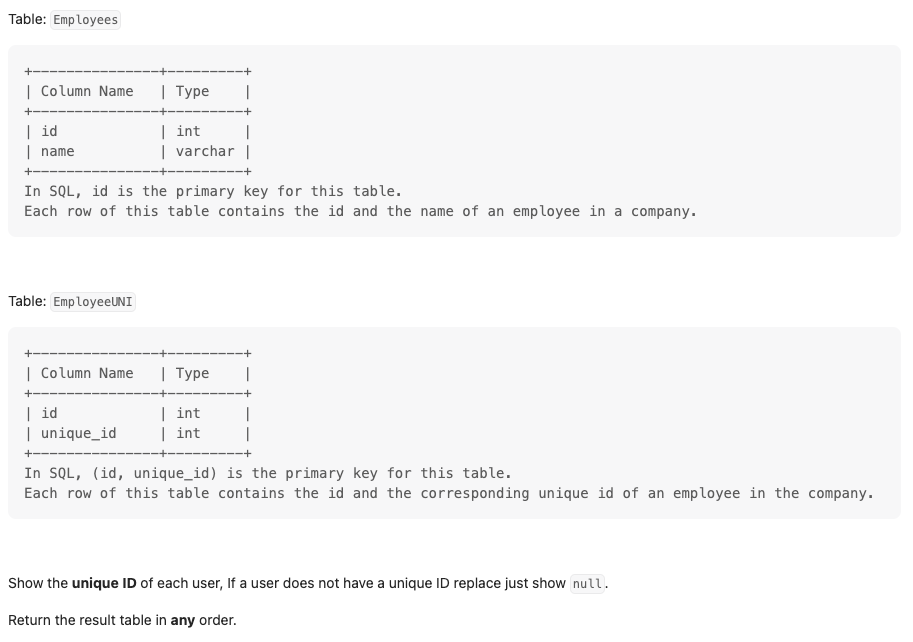 Table: Employees
+---------------+---------+
| Column Name   | Type    |
+---------------+---------+
| id            | int     |
| name          | varchar |
+---------------+---------+
In SQL, id is the primary key for this table.
Each row of this table contains the id and the name of an employee in a company.
Table: EmployeeUNI
+---------------+---------+
| Column Name   | Type    |
+---------------+---------+
| id            | int     |
| unique_id     | int     |
+---------------+---------+
In SQL, (id, unique_id) is the primary key for this table.
Each row of this table contains the id and the corresponding unique id of an employee in the company.
Show the unique ID of each user, If a user does not have a unique ID replace just show null.
Return the result table in any order.